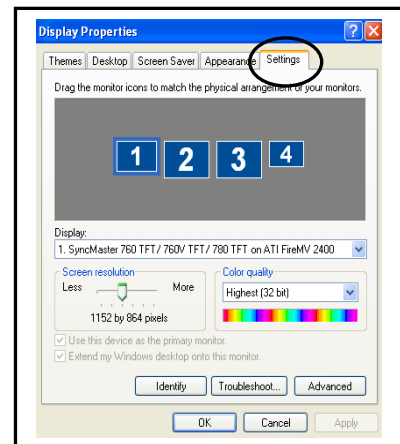 Display Properties
Themes Desktop Screen Saver Appearance Settings
Drag the monitor icons to match the physical arrangement of your monitors.
1 2 3 4
Display:
1. SyncMaster 760 TFT/ 760V TFT/ 780 TFT on ATI FireMV 2400
Screen resolution
Less More
1152 by 864 pixels
Color quality
Highest (32 bit)
Use this device as the primary monitor.
Extend my Windows desktop onto this monitor.
Identify Troubleshoot... Advanced
OK Cancel Apply